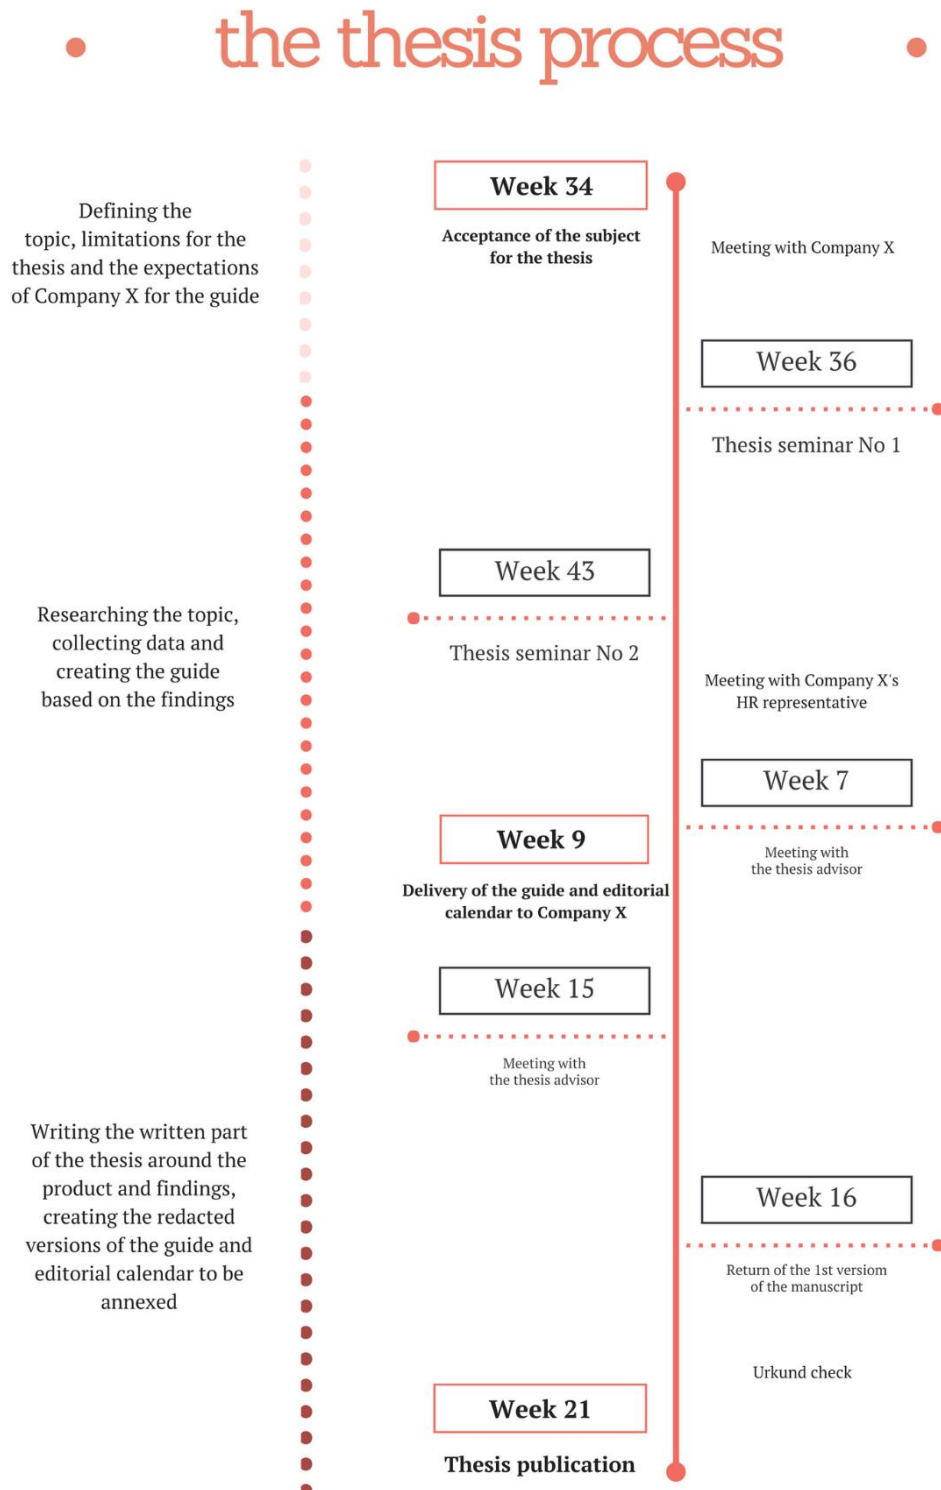 the thesis process
Defining the
topic, limitations for the
thesis and the expectations
of Company X for the guide
Week 34
Acceptance of the subject
for the thesis
Meeting with Company X
Week 36
Thesis seminar No 1
Week 43
Thesis seminar No 2
Researching the topic,
collecting data and
creating the guide
based on the findings
Meeting with Company X's
HR representative
Week 7
Meeting with
the thesis advisor
Week 9
Delivery of the guide and editorial
calendar to Company X
Week 15
Meeting with
the thesis advisor
Writing the written part
of the thesis around the
product and findings,
creating the redacted
versions of the guide and
editorial calendar to be
annexed
Week 16
Return of the 1st versiom
of the manuscript
Urkund check
Week 21
Thesis publication